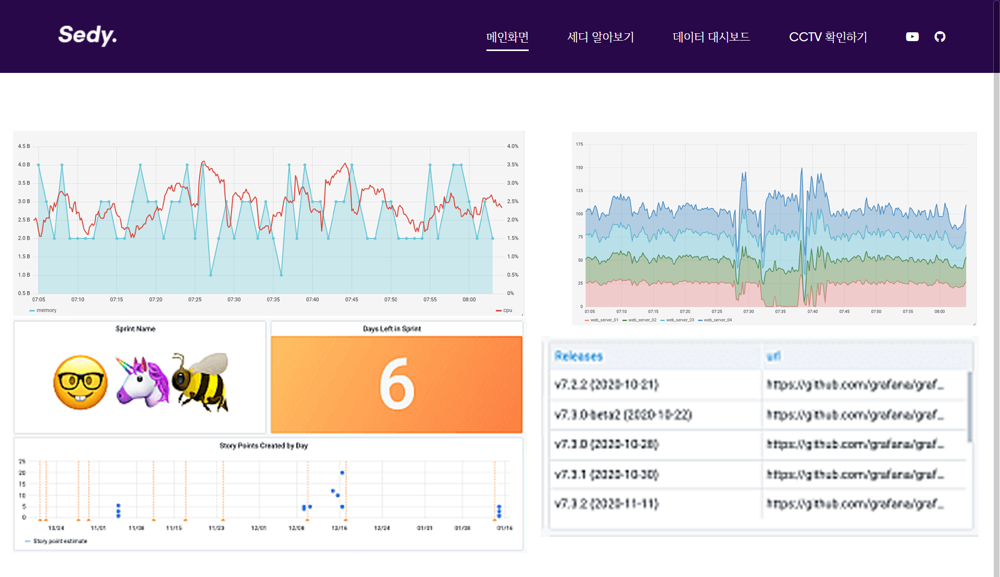 Sedy.
메인화면
세디 알아보기
데이터 대시보드
CCTV 확인하기
4.5 B
4.0 B
3.5 B
3.0 B
2.5 B
2.0 B
1.5 B
1.0 B
0.5 B
4.0%
3.5%
3.0%
2.5%
2.0%
1.5%
1.0%
0.5%
0%
07:05 07:10 07:15 07:20 07:25 07:30 07:35 07:40 07:45 07:50 07:55 08:00
memory
cpu
175
150
125
100
75
50
25
0
07:05 07:10 07:15 07:20 07:25 07:30 07:35 07:40 07:45 07:50 07:55 08:00
web_server_01 web_server_02 web_server_03 web_server_04
Sprint Name
Days Left in Sprint
6
Story Points Created by Day
25
20
15
10
5
0
10/24 11/01 11/08 11/15 11/23 12/01 12/08 12/16 12/24 01/01 01/08 01/16
Story point estimate
Releases url
v7.2.2 (2020-10-21) https://github.com/grafana/graf...
v7.3.0-beta2 (2020-10-22) https://github.com/grafana/graf...
v7.3.0 (2020-10-28) https://github.com/grafana/graf...
v7.3.1 (2020-10-30) https://github.com/grafana/graf...
v7.3.2 (2020-11-11) https://github.com/grafana/graf...